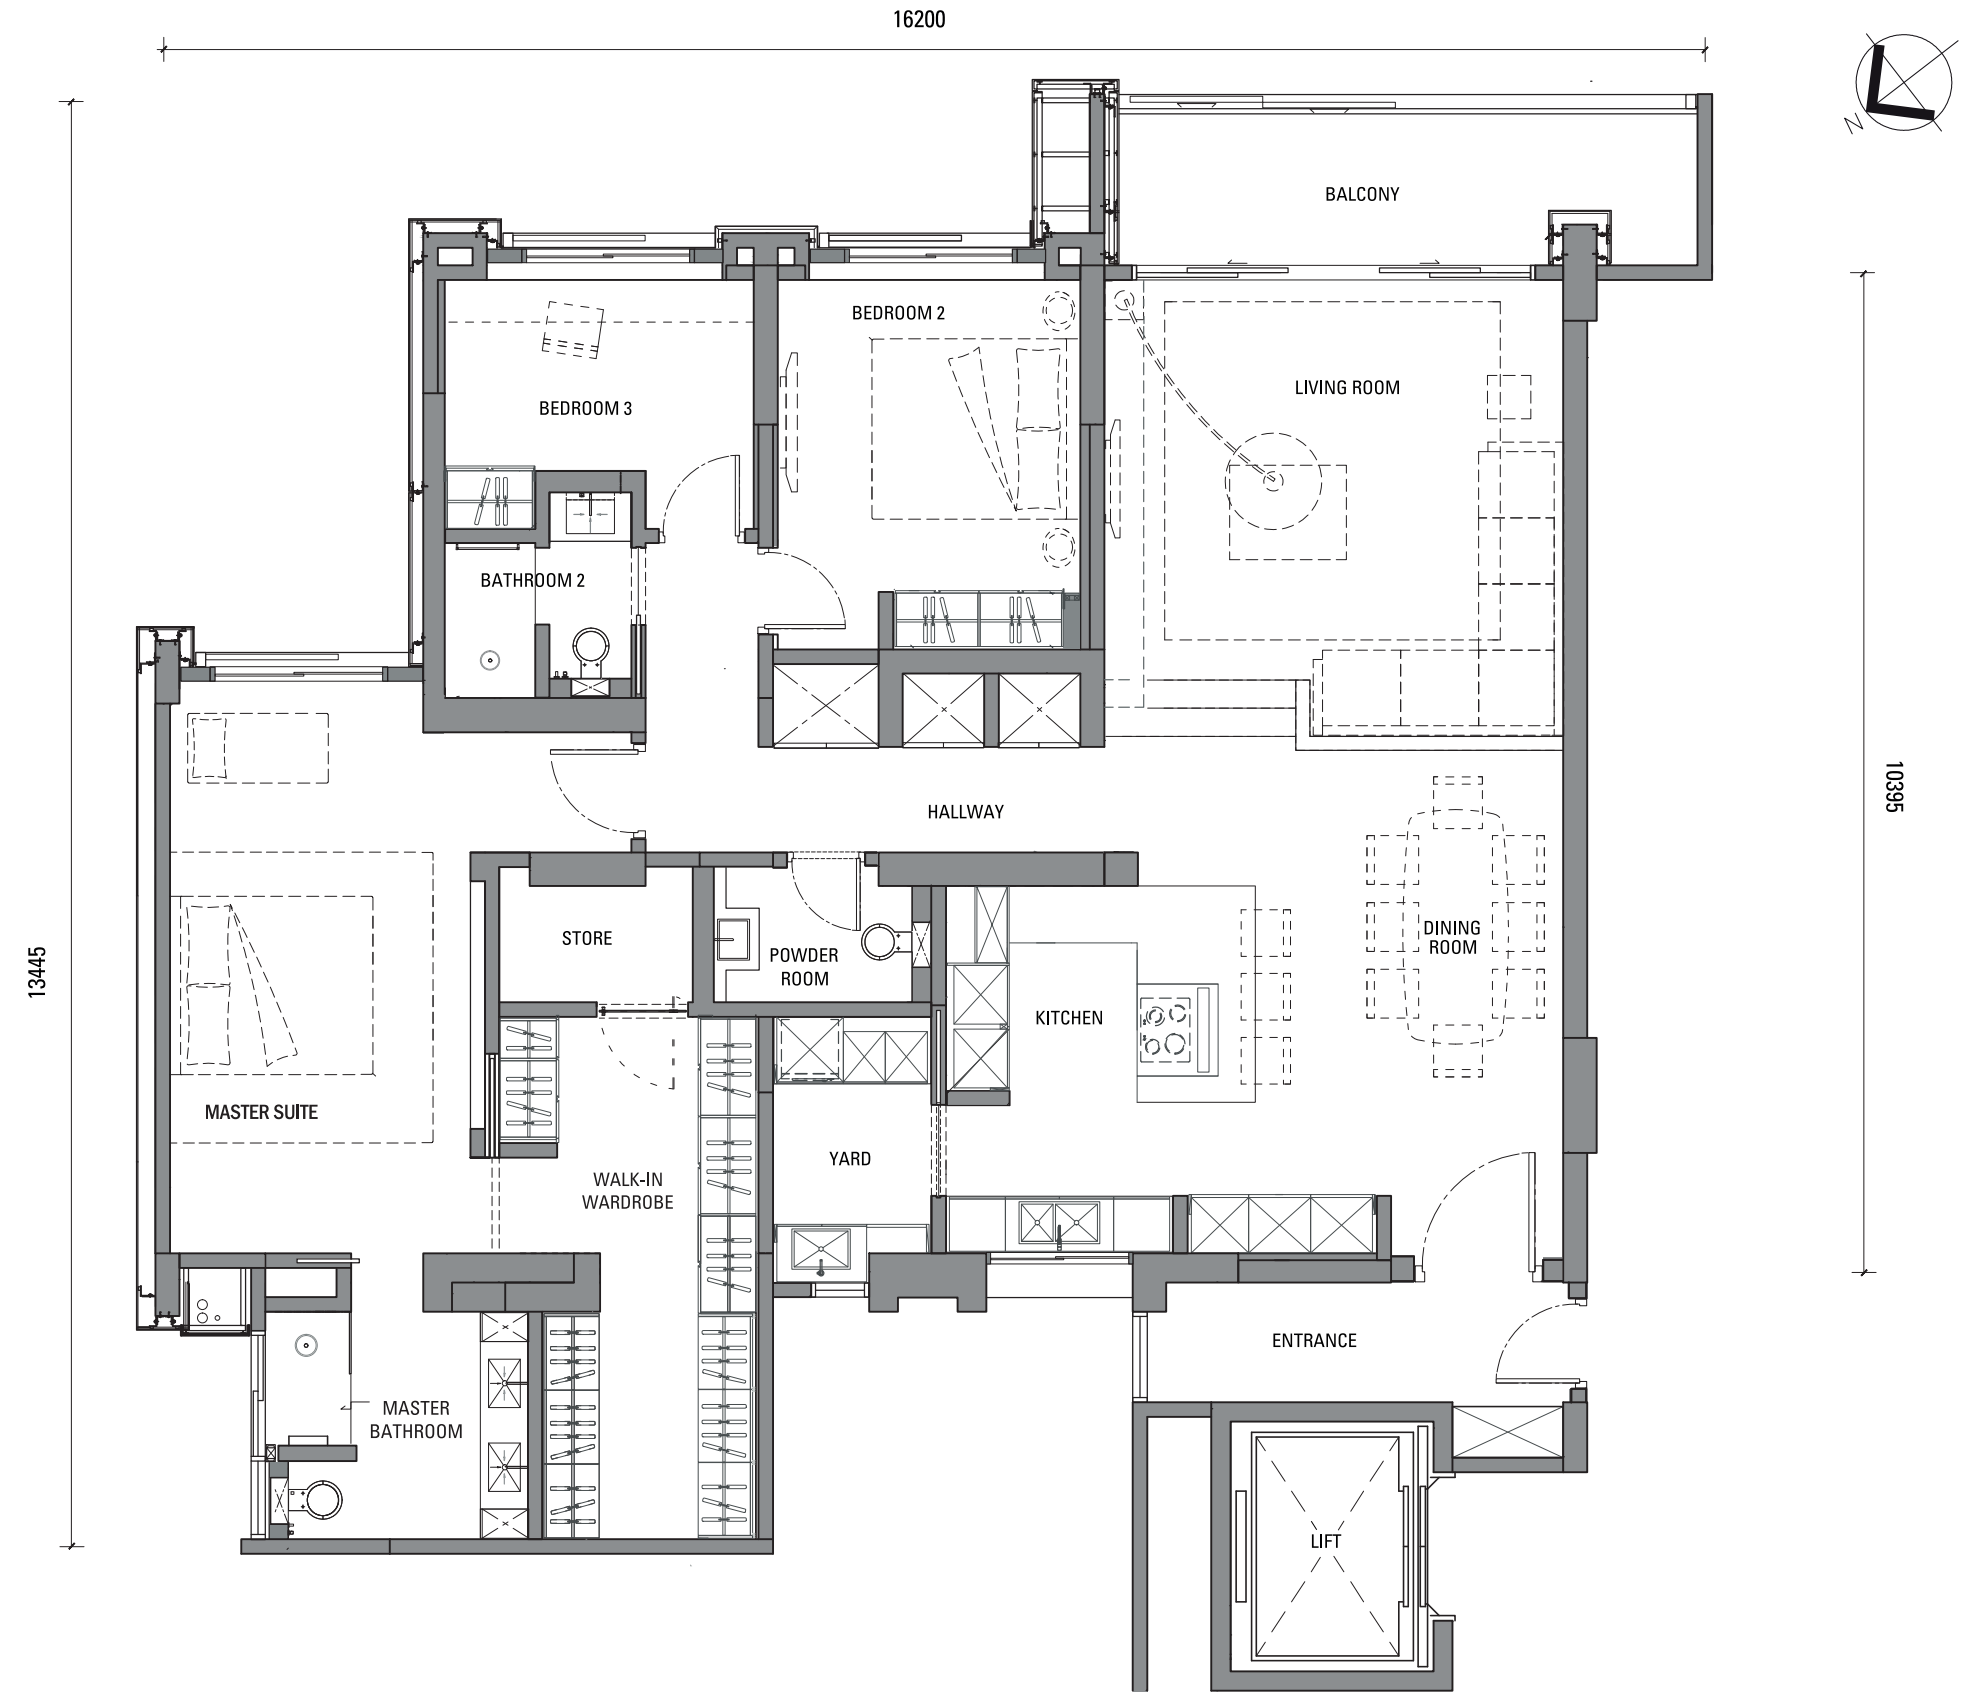 16200
N
BALCONY
BEDROOM 2
LIVING ROOM
BEDROOM 3
BATHROOM 2
10395
HALLWAY
STORE
DINING
ROOM
POWDER
ROOM
13445
KITCHEN
MASTER SUITE
YARD
WALK-IN
WARDROBE
ENTRANCE
MASTER
BATHROOM
LIFT